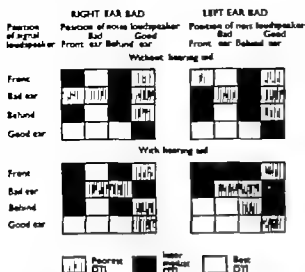 RIGHT EAR BAD LEFT EAR BAD
Position of signal loudspeaker
Position of noise loudspeaker Position of noise loudspeaker
Bad Good Bad Good
Front ear Behind ear Front ear Behind ear
Without hearing aid
Front
Bad ear
Behind
Good ear
With hearing aid
Front
Bad ear
Behind
Good ear
Poorest Best